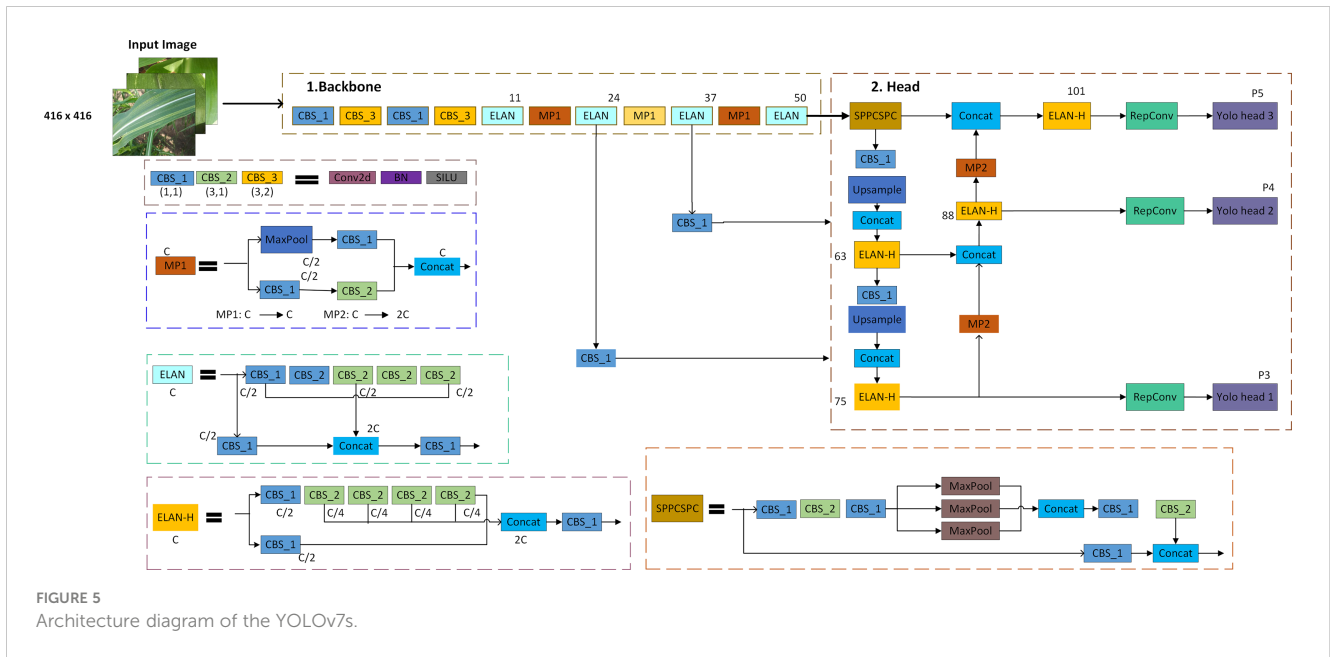 Input Image
416 x 416
1.Backbone
11 24 37 50
CBS_1 CBS_3 CBS_1 CBS_3 ELAN MP1 ELAN MP1 ELAN MP1 ELAN
CBS_1
CBS_1
2. Head
101 P5
SPPCSPC Concat ELAN-H RepConv Yolo head 3
CBS_1 MP2
Upsample P4
88 ELAN-H RepConv Yolo head 2
Concat
63 ELAN-H Concat
CBS_1
Upsample MP2
Concat
P3
75 ELAN-H RepConv Yolo head 1
CBS_1 CBS_2 CBS_3 = Conv2d BN SILU
(1,1) (3,1) (3,2)
C
MP1 =
MaxPool CBS_1 C
C/2 Concat
C/2
CBS_1 CBS_2
MP1: C C MP2: C 2C
ELAN = CBS_1 CBS_2 CBS_2 CBS_2 CBS_2
C C/2 C/2 C/2
C/2 2C
CBS_1 Concat CBS_1
CBS_1 CBS_2 CBS_2 CBS_2 CBS_2
C/2 C/4 C/4 C/4 C/4
ELAN-H = Concat CBS_1
C 2C
CBS_1
C/2
MaxPool
SPPCSPC = CBS_1 CBS_2 CBS_1 MaxPool Concat CBS_1 CBS_2
MaxPool
CBS_1 Concat
FIGURE 5
Architecture diagram of the YOLOv7s.